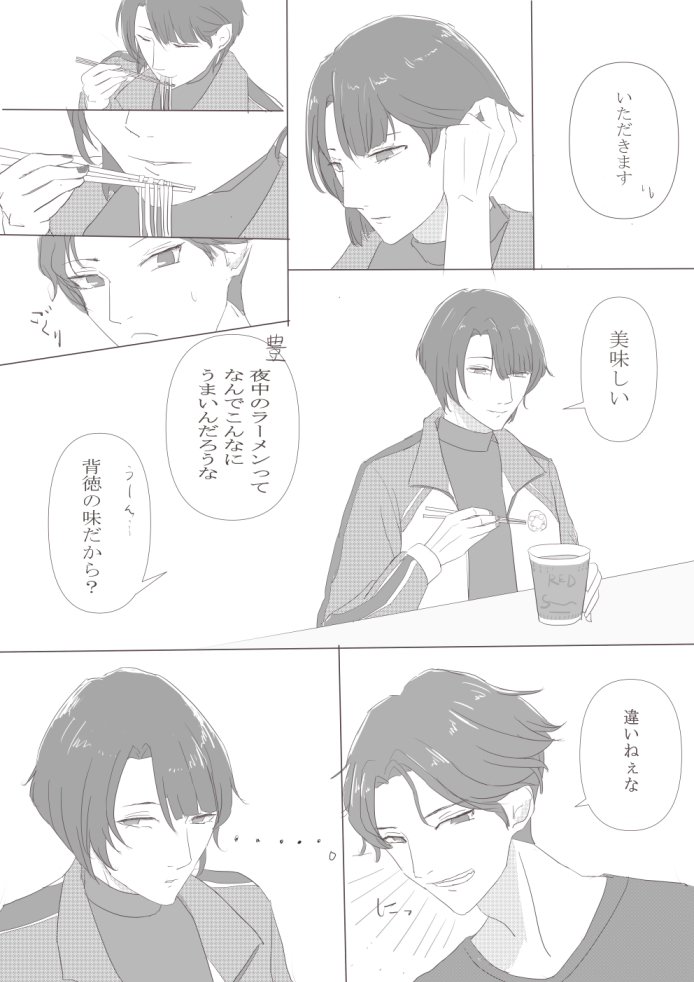 いただきます
ごくり
美味しい
豊
夜中のラーメンって
なんでこんなに
うまいんだろうな
うーん…
背徳の味だから？
RRD
違いねぇな
・・・・・・。
にっ